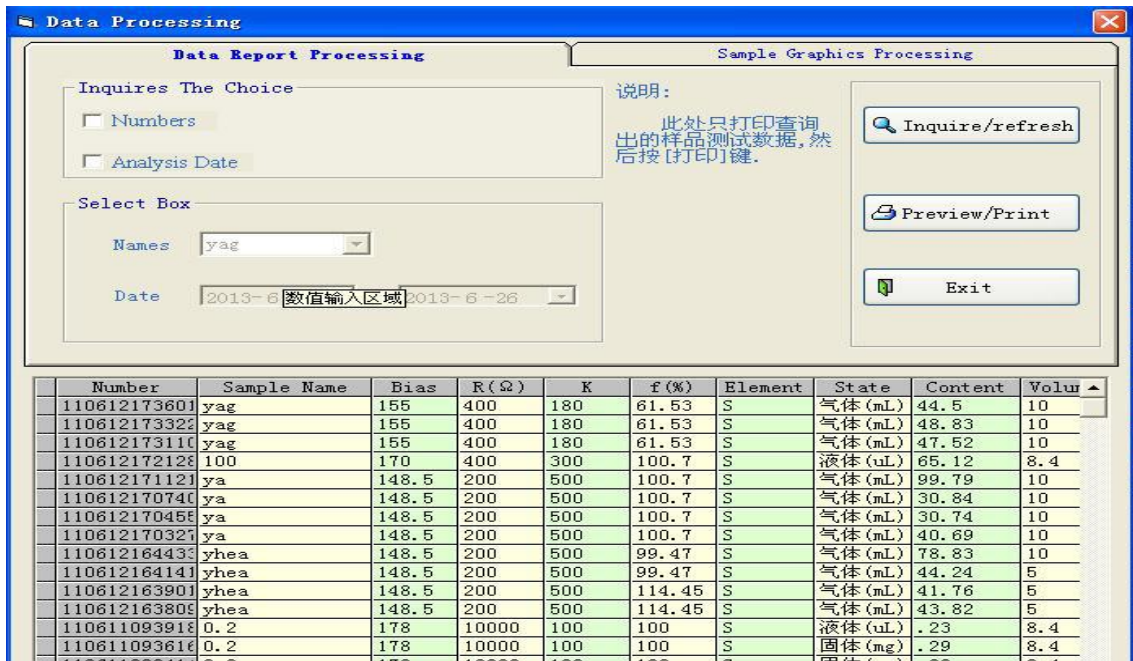 Data Processing
Data Report Processing
Sample Graphics Processing
Inquires The Choice
Numbers
Analysis Date
说明:
此处只打印查询
出的样品测试数据,然
后按[打印]键.
Inquire/refresh
Preview/Print
Exit
Select Box
Names yag
Date 2013-6 数值输入区域 2013-6-26
Number Sample Name Bias R(Ω) K f(%) Element State Content Volum
110612173601 yag 155 400 180 61.53 S 气体(mL) 44.5 10
110612173322 yag 155 400 180 61.53 S 气体(mL) 48.83 10
11061217311 yag 155 400 180 61.53 S 气体(mL) 47.52 10
110612172128 100 170 400 300 100.7 S 液体(uL) 65.12 8.4
110612171121 ya 148.5 200 500 100.7 S 气体(mL) 99.79 10
11061217074 ya 148.5 200 500 100.7 S 气体(mL) 30.84 10
11061217045 ya 148.5 200 500 100.7 S 气体(mL) 30.74 10
11061217032 ya 148.5 200 500 100.7 S 气体(mL) 40.69 10
11061216443 yhea 148.5 200 500 99.47 S 气体(mL) 78.83 10
110612164141 yhea 148.5 200 500 99.47 S 气体(mL) 44.24 5
110612163901 yhea 148.5 200 500 114.45 S 气体(mL) 41.76 5
11061216380 yhea 148.5 200 500 114.45 S 气体(mL) 43.82 5
11061109391 0.2 178 10000 100 100 S 液体(uL) .23 8.4
11061109361 0.2 178 10000 100 100 S 固体(mg) .29 8.4